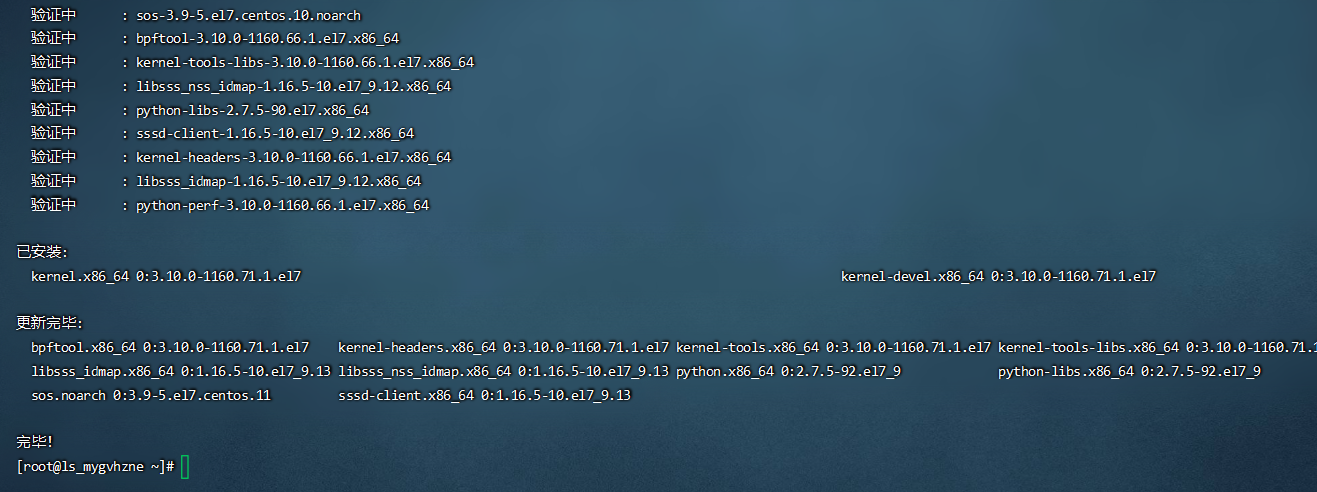 验证中 : sos-3.9-5.el7.centos.10.noarch
验证中 : bpftool-3.10.0-1160.66.1.el7.x86_64
验证中 : kernel-tools-libs-3.10.0-1160.66.1.el7.x86_64
验证中 : libsss_nss_idmap-1.16.5-10.el7_9.12.x86_64
验证中 : python-libs-2.7.5-90.el7.x86_64
验证中 : sssd-client-1.16.5-10.el7_9.12.x86_64
验证中 : kernel-headers-3.10.0-1160.66.1.el7.x86_64
验证中 : libsss_idmap-1.16.5-10.el7_9.12.x86_64
验证中 : python-perf-3.10.0-1160.66.1.el7.x86_64
已安装:
kernel.x86_64 0:3.10.0-1160.71.1.el7 kernel-devel.x86_64 0:3.10.0-1160.71.1.el7
更新完毕:
bpftool.x86_64 0:3.10.0-1160.71.1.el7 kernel-headers.x86_64 0:3.10.0-1160.71.1.el7 kernel-tools.x86_64 0:3.10.0-1160.71.1.el7 kernel-tools-libs.x86_64 0:3.10.0-1160.71.1
libsss_idmap.x86_64 0:1.16.5-10.el7_9.13 libsss_nss_idmap.x86_64 0:1.16.5-10.el7_9.13 python.x86_64 0:2.7.5-92.el7_9 python-libs.x86_64 0:2.7.5-92.el7_9
sos.noarch 0:3.9-5.el7.centos.11 sssd-client.x86_64 0:1.16.5-10.el7_9.13
完毕!
[root@ls_mygvhzne ~]#